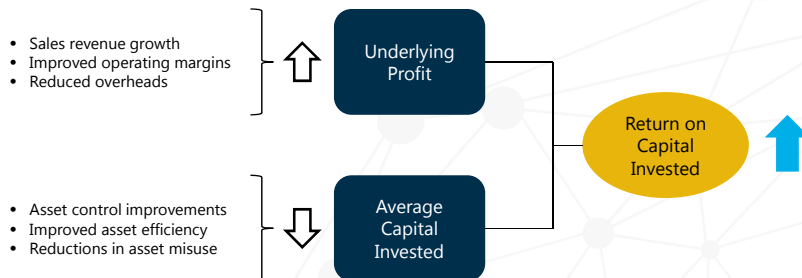 • Sales revenue growth
• Improved operating margins
• Reduced overheads
Underlying
Profit
Return on
Capital
Invested
• Asset control improvements
• Improved asset efficiency
• Reductions in asset misuse
Average
Capital
Invested